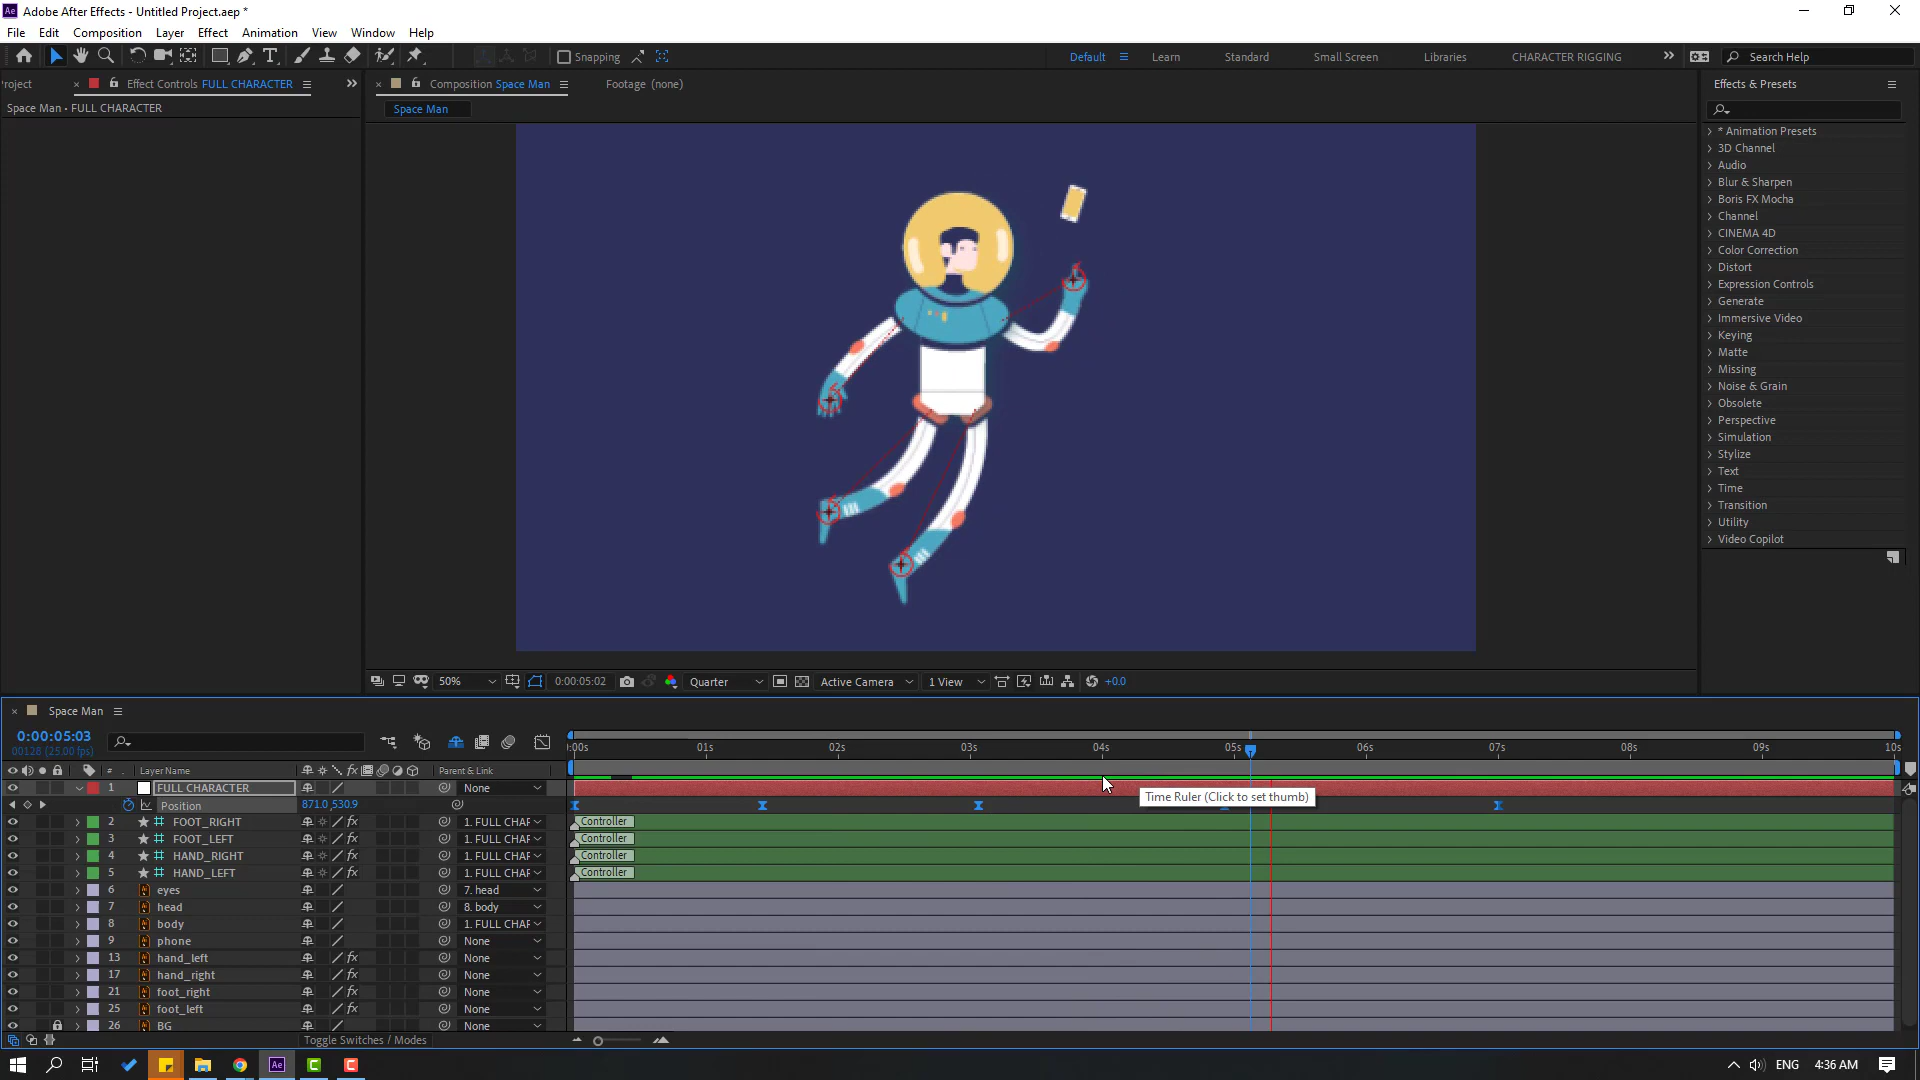 Adobe After Effects - Untitled Project.aep *
File Edit Composition Layer Effect Animation View Window Help
Snapping Default Learn Standard Small Screen Libraries CHARACTER RIGGING Search Help
roject Effect Controls FULL CHARACTER Composition Space Man Footage (none) Effects & Presets
Space Man • FULL CHARACTER Space Man
* Animation Presets
3D Channel
Audio
Blur & Sharpen
Boris FX Mocha
Channel
CINEMA 4D
Color Correction
Distort
Expression Controls
Generate
Immersive Video
Keying
Matte
Missing
Noise & Grain
Obsolete
Perspective
Simulation
Stylize
Text
Time
Transition
Utility
Video Copilot
50% 0:00:05:02 Quarter Active Camera 1 View +0.0
Space Man
0:00:05:03
00128 (25.00 fps)
:00s 01s 02s 03s 04s 05s 06s 07s 08s 09s 10s
# Layer Name Parent & Link
1 FULL CHARACTER None
Position 871.0,530.9
Time Ruler (Click to set thumb)
2 FOOT_RIGHT 1. FULL CHAR Controller
3 FOOT_LEFT 1. FULL CHAR Controller
4 HAND_RIGHT 1. FULL CHAR Controller
5 HAND_LEFT 1. FULL CHAR Controller
6 eyes 7. head
7 head 8. body
8 body 1. FULL CHAR
9 phone None
13 hand_left None
17 hand_right None
21 foot_right None
25 foot_left None
26 BG None
Toggle Switches / Modes
ENG 4:36 AM